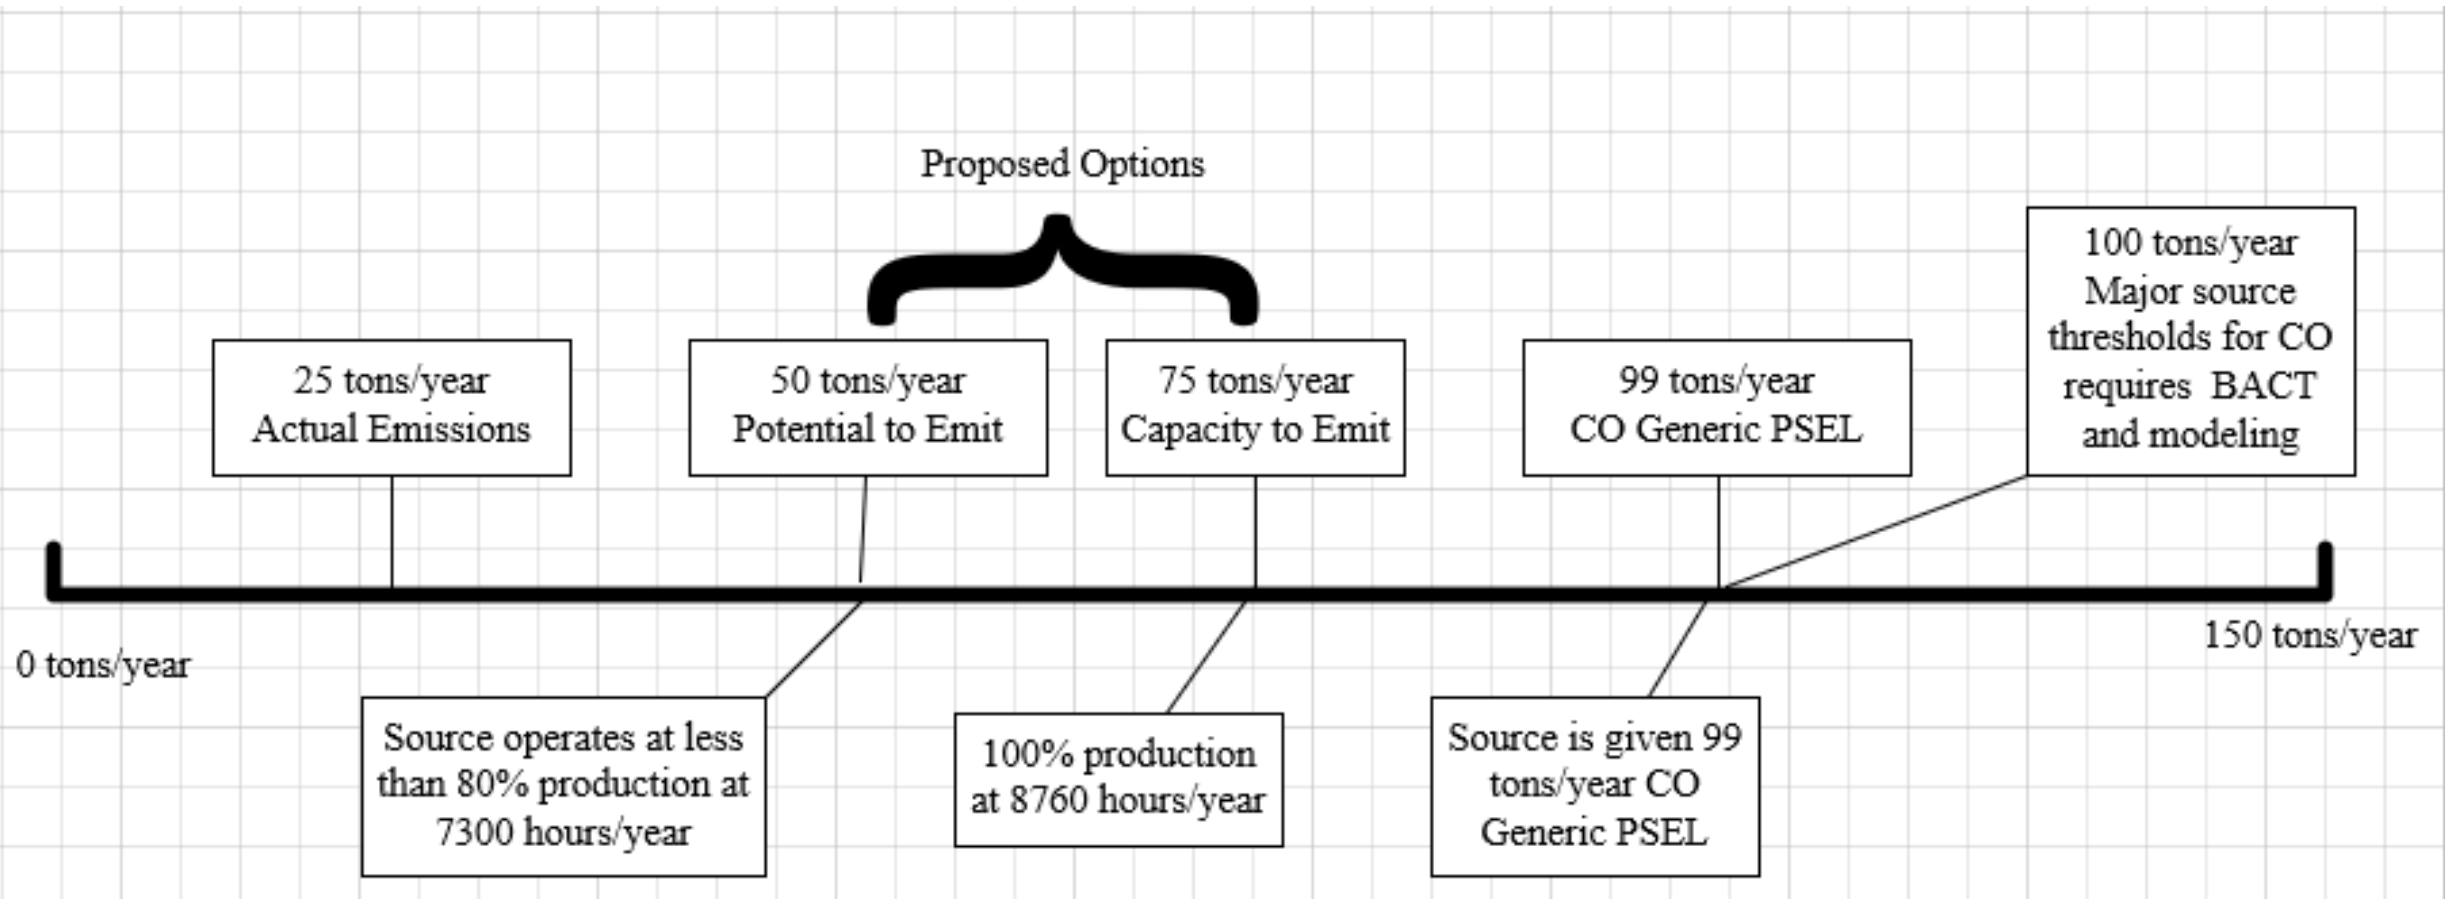 Proposed Options
25 tons/year
Actual Emissions
50 tons/year
Potential to Emit
75 tons/year
Capacity to Emit
99 tons/year
CO Generic PSEL
100 tons/year
Major source
thresholds for CO
requires  BACT
and modeling
0 tons/year
150 tons/year
Source operates at less
than 80% production at
7300 hours/year
100% production
at 8760 hours/year
Source is given 99
tons/year CO
Generic PSEL